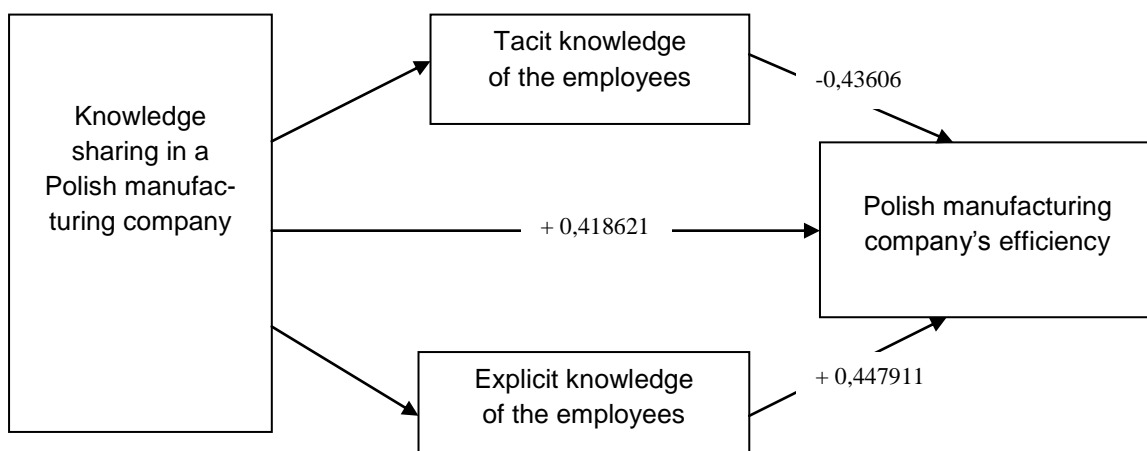 Tacit knowledge
of the employees
-0,43606
Knowledge
sharing in a
Polish manufac-
turing company
+ 0,418621
Polish manufacturing
company’s efficiency
Explicit knowledge
of the employees
+ 0,447911